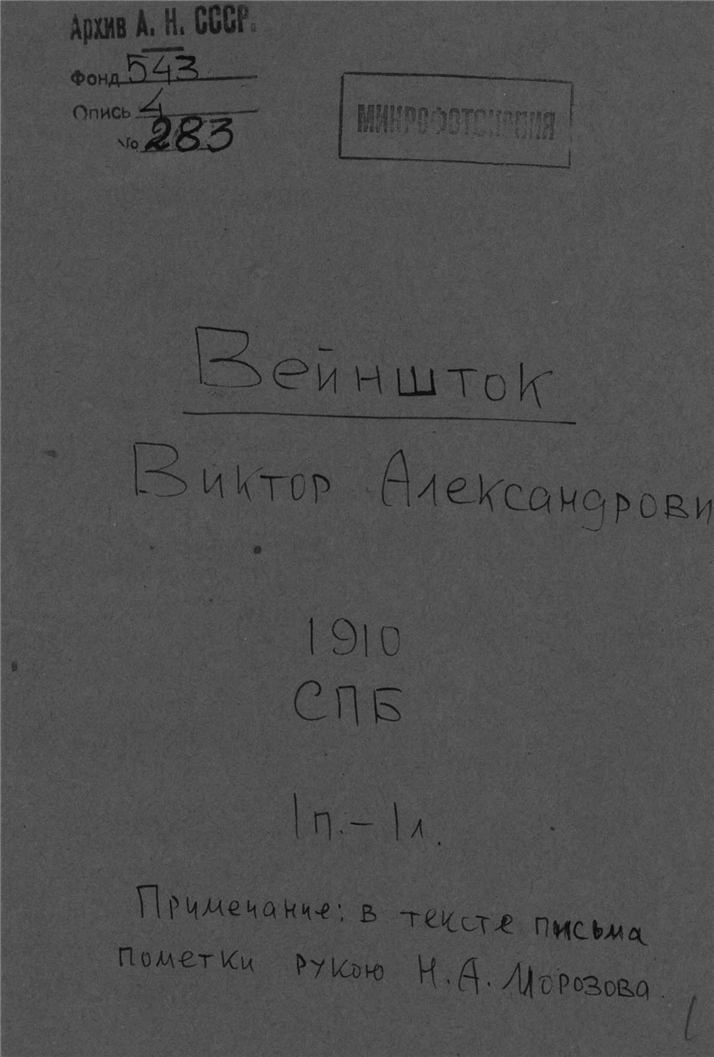 Архив А. Н. СССР.
Фонд 543
Опись 4
№ 283
МИКРОФОТОКОПИЯ
Вейншток
Виктор Александрови
1910
СПБ
1п. – 1л.
Примечание: в тексте письма
пометки рукою Н. А. Морозова.
1